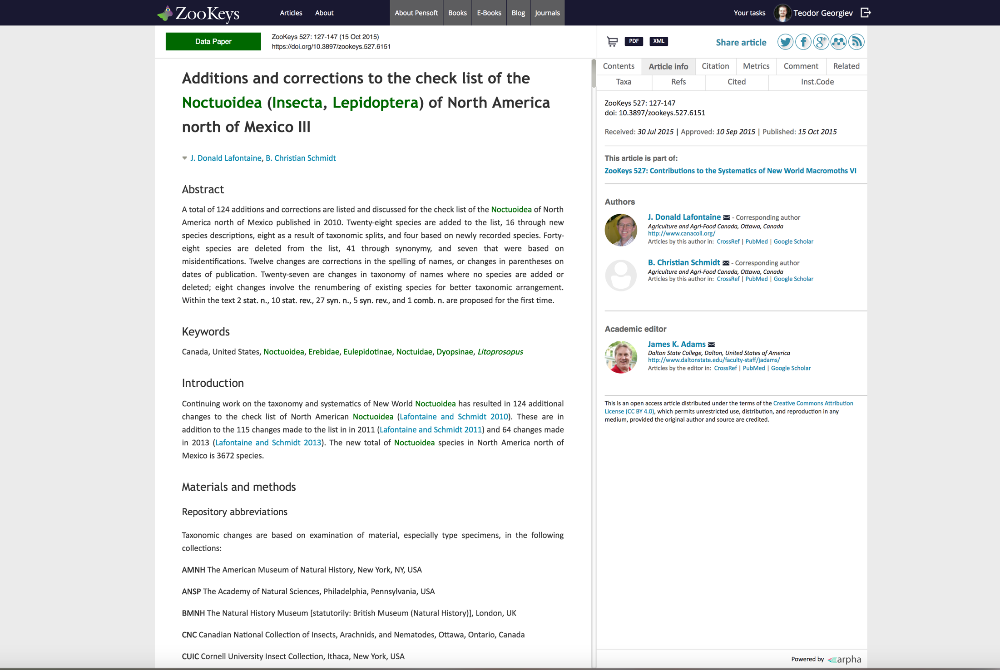 ZooKeys
Articles
About
About Pensoft
Books
E-Books
Blog
Journals
Your tasks
Teodor Georgiev
Data Paper
ZooKeys 527: 127-147 (15 Oct 2015)
https://doi.org/10.3897/zookeys.527.6151
PDF
XML
Share article
Additions and corrections to the check list of the
Noctuoidea (Insecta, Lepidoptera) of North America
north of Mexico III
J. Donald Lafontaine, B. Christian Schmidt
Abstract
A total of 124 additions and corrections are listed and discussed for the check list of the Noctuoidea of North
America north of Mexico published in 2010. Twenty-eight species are added to the list, 16 through new
species descriptions, eight as a result of taxonomic splits, and four based on newly recorded species. Forty-
eight species are deleted from the list, 41 through synonymy, and seven that were based on
misidentifications. Twelve changes are corrections in the spelling of names, or changes in parentheses on
dates of publication. Twenty-seven are changes in taxonomy of names where no species are added or
deleted; eight changes involve the renumbering of existing species for better taxonomic arrangement.
Within the text 2 stat. n., 10 stat. rev., 27 syn. n., 5 syn. rev., and 1 comb. n. are proposed for the first time.
Keywords
Canada, United States, Noctuoidea, Erebidae, Eulepidotinae, Noctuidae, Dyopsinae, Litoprosopus
Introduction
Continuing work on the taxonomy and systematics of New World Noctuoidea has resulted in 124 additional
changes to the check list of North American Noctuoidea (Lafontaine and Schmidt 2010). These are in
addition to the 115 changes made to the list in in 2011 (Lafontaine and Schmidt 2011) and 64 changes made
in 2013 (Lafontaine and Schmidt 2013). The new total of Noctuoidea species in North America north of
Mexico is 3672 species.
Materials and methods
Repository abbreviations
Taxonomic changes are based on examination of material, especially type specimens, in the following
collections:
AMNH The American Museum of Natural History, New York, NY, USA
ANSP The Academy of Natural Sciences, Philadelphia, Pennsylvania, USA
BMNH The Natural History Museum [statutorily: British Museum (Natural History)], London, UK
CNC Canadian National Collection of Insects, Arachnids, and Nematodes, Ottawa, Ontario, Canada
CUIC Cornell University Insect Collection, Ithaca, New York, USA
Contents
Article info
Citation
Metrics
Comment
Related
Taxa
Refs
Cited
Inst.Code
ZooKeys 527: 127-147
doi: 10.3897/zookeys.527.6151
Received: 30 Jul 2015 | Approved: 10 Sep 2015 | Published: 15 Oct 2015
This article is part of:
ZooKeys 527: Contributions to the Systematics of New World Macromoths VI
Authors
J. Donald Lafontaine - Corresponding author
Agriculture and Agri-Food Canada, Ottawa, Canada
http://www.canacoll.org/
Articles by this author in: CrossRef | PubMed | Google Scholar
B. Christian Schmidt - Corresponding author
Agriculture and Agri-Food Canada, Ottawa, Canada
Articles by this author in: CrossRef | PubMed | Google Scholar
Academic editor
James K. Adams
Dalton State College, Dalton, United States of America
http://www.daltonstate.edu/faculty-staff/jadams/
Articles by the editor in: CrossRef | PubMed | Google Scholar
This is an open access article distributed under the terms of the Creative Commons Attribution
License (CC BY 4.0), which permits unrestricted use, distribution, and reproduction in any
medium, provided the original author and source are credited.
Powered by arpha